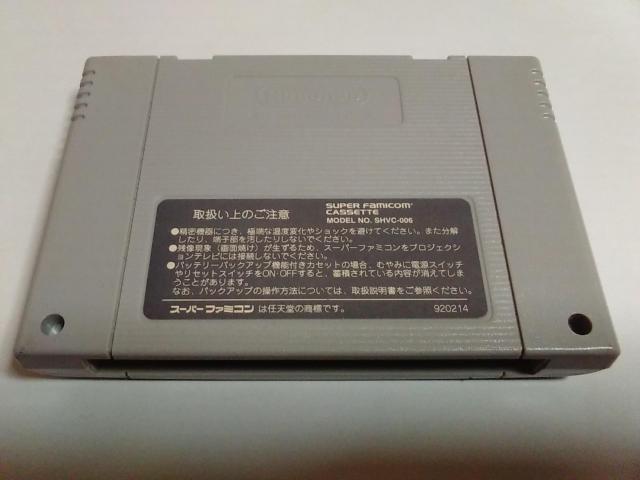 Nintendo
取扱い上のご注意
SUPER FAMICOM
CASSETTE
MODEL NO. SHVC-006
●精密機器につき、極端な温度変化やショックを避けてください。また分解
したり、端子部を汚したりしないでください。
●残像現象(画面焼け)が生ずるため、スーパーファミコンをプロジェクシ
ョンテレビには接続しないでください。
●バッテリーバックアップ機能付きカセットの場合、むやみに電源スイッチ
やリセットスイッチをON・OFFすると、蓄積されている内容が消えてしま
うことがあります。
なお、バックアップの操作方法については、取扱説明書をご参照ください。
スーパーファミコンは任天堂の商標です。
920214